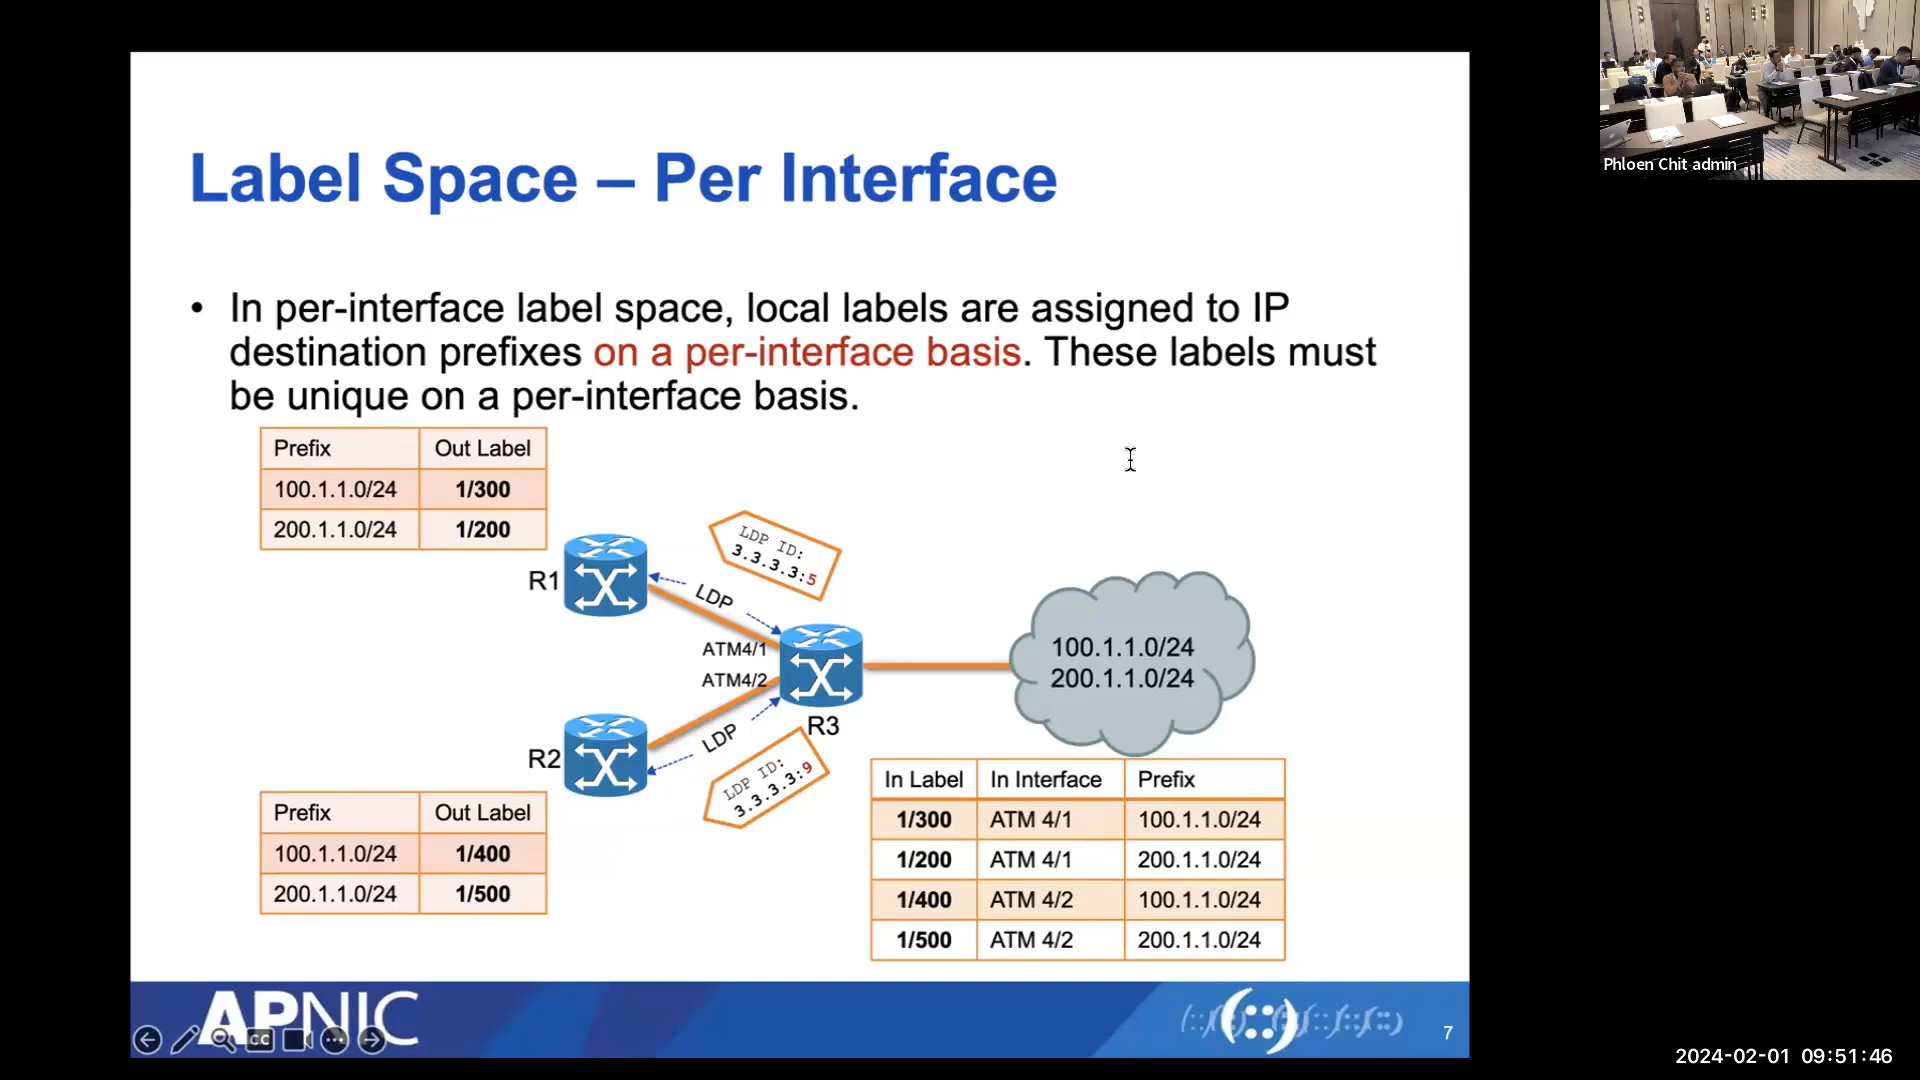 Label Space – Per Interface
• In per-interface label space, local labels are assigned to IP
destination prefixes on a per-interface basis. These labels must
be unique on a per-interface basis.
Prefix Out Label
100.1.1.0/24 1/300
200.1.1.0/24 1/200
LDP ID:
3.3.3.3:5
R1
LDP
ATM4/1
ATM4/2
100.1.1.0/24
200.1.1.0/24
R3
LDP
R2
LDP ID:
3.3.3.3:9
Prefix Out Label
100.1.1.0/24 1/400
200.1.1.0/24 1/500
In Label In Interface Prefix
1/300 ATM 4/1 100.1.1.0/24
1/200 ATM 4/1 200.1.1.0/24
1/400 ATM 4/2 100.1.1.0/24
1/500 ATM 4/2 200.1.1.0/24
APNIC
CC
(::)
7
Phloen Chit admin
2024-02-01 09:51:46